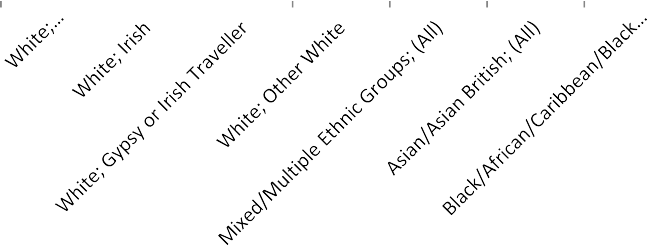 White;...
White; Irish
White; Gypsy or Irish Traveller
White; Other White
Mixed/Multiple Ethnic Groups; (All)
Asian/Asian British; (All)
Black/African/Caribbean/Black...